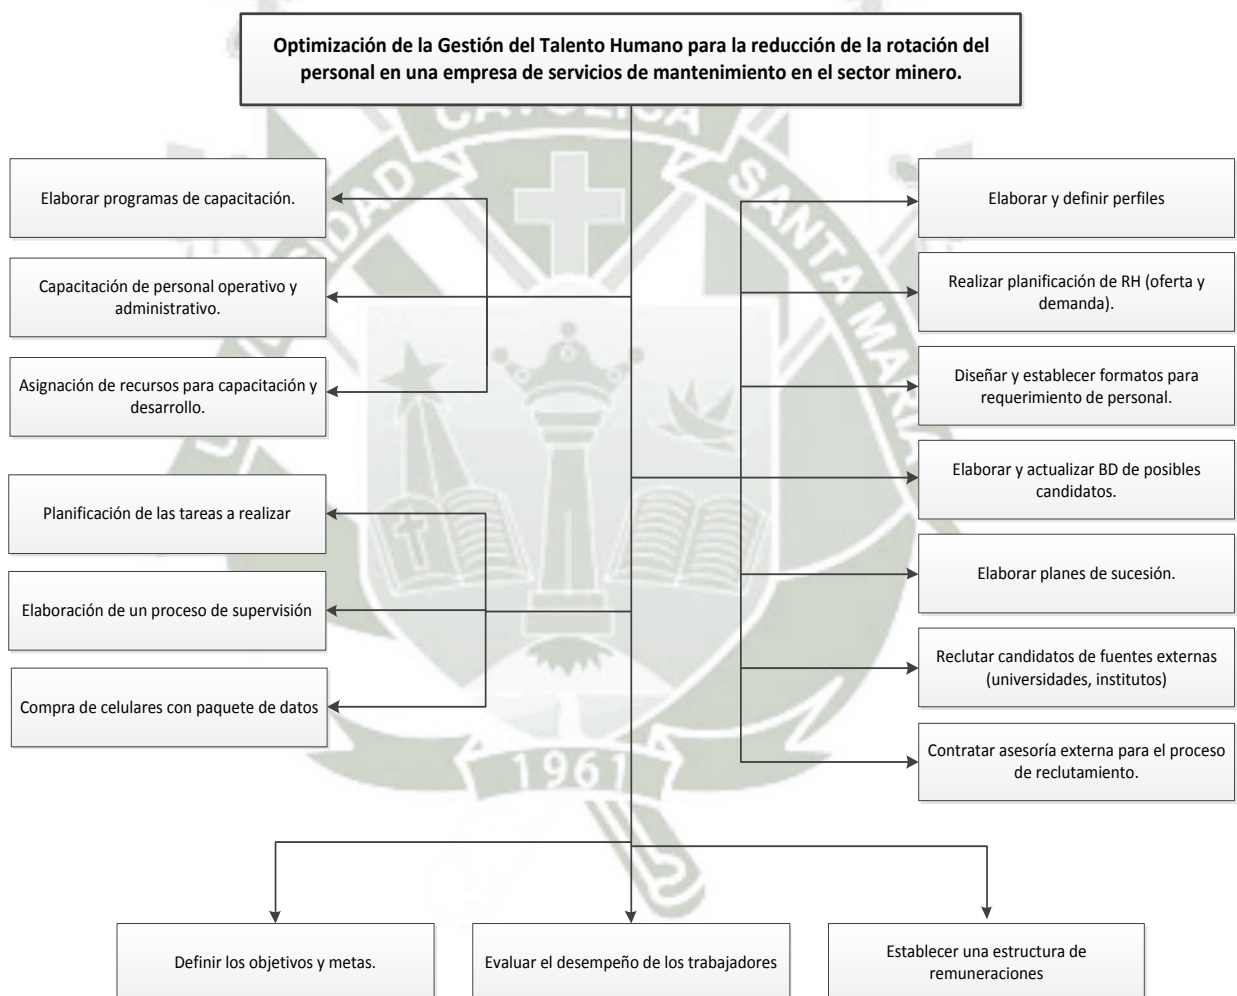 Optimización de la Gestión del Talento Humano para la reducción de la rotación del
personal en una empresa de servicios de mantenimiento en el sector minero.
Elaborar programas de capacitación.
Capacitación de personal operativo y
administrativo.
Asignación de recursos para capacitación y
desarrollo.
Planificación de las tareas a realizar
Elaboración de un proceso de supervisión
Compra de celulares con paquete de datos
Elaborar y definir perfiles
Realizar planificación de RH (oferta y
demanda).
Diseñar y establecer formatos para
requerimiento de personal.
Elaborar y actualizar BD de posibles
candidatos.
Elaborar planes de sucesión.
Reclutar candidatos de fuentes externas
(universidades, institutos)
Contratar asesoría externa para el proceso
de reclutamiento.
Definir los objetivos y metas.
Evaluar el desempeño de los trabajadores
Establecer una estructura de
remuneraciones
CATOLICA
SANTA MARIA
1961